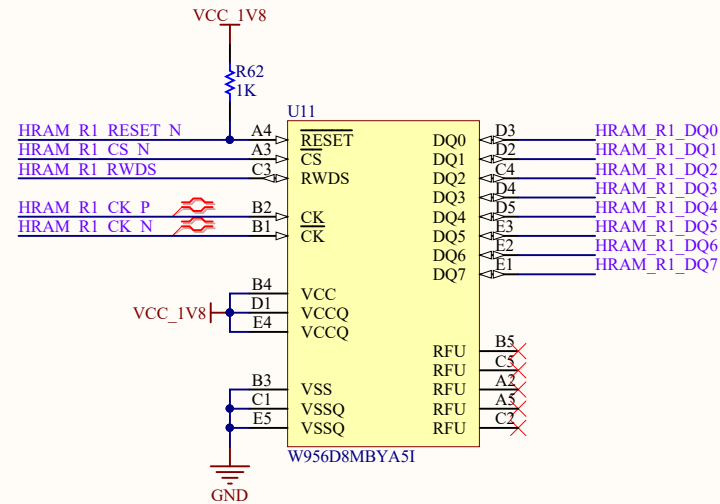 VCC_1V8
R62
1K
U11
HRAM_R1_RESET_N A4 RESET DQ0 D3 HRAM_R1_DQ0
HRAM_R1_CS_N A3 CS DQ1 D2 HRAM_R1_DQ1
HRAM_R1_RWDS C3 RWDS DQ2 C4 HRAM_R1_DQ2
DQ3 D4 HRAM_R1_DQ3
HRAM_R1_CK_P B2 CK DQ4 D5 HRAM_R1_DQ4
HRAM_R1_CK_N B1 CK DQ5 E3 HRAM_R1_DQ5
DQ6 E2 HRAM_R1_DQ6
DQ7 E1 HRAM_R1_DQ7
B4 VCC
VCC_1V8 D1 VCCQ
E4 VCCQ
RFU B5
RFU C5
B3 VSS RFU A2
C1 VSSQ RFU A5
E5 VSSQ RFU C2
W956D8MBYA5I
GND